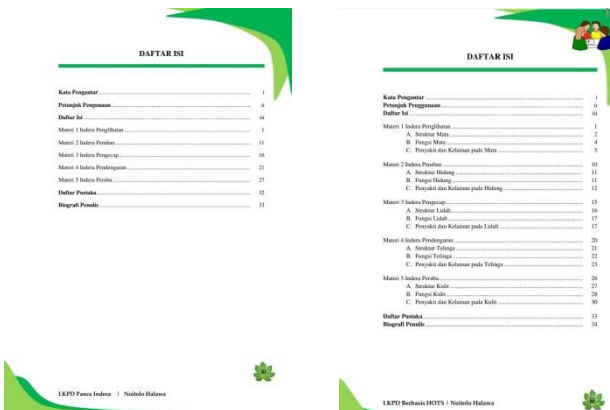 DAFTAR ISI
Kata Pengantar i
Petunjuk Pengunaan ii
Daftar Isi iii
Materi 1 Indera Penglihatan 1
Materi 2 Indera Pembau 11
Materi 3 Indera Pengecap 16
Materi 4 Indera Pendengaran 21
Materi 5 Indera Peraba 27
Daftar Pustaka 32
Biografi Penulis 33
LKPD Panca Indera | Noitolo Halawa
iii
DAFTAR ISI
Kata Pengantar i
Petunjuk Penggunaan ii
Daftar Isi iii
Materi 1 Indera Penglihatan 1
A. Struktur Mata 2
B. Fungsi Mata 4
C. Penyakit dan Kelainan pada Mata 5
Materi 2 Indera Pembau 10
A. Struktur Hidung 11
B. Fungsi Hidung 11
C. Penyakit dan Kelainan pada Hidung 12
Materi 3 Indera Pengecap 15
A. Struktur Lidah 16
B. Fungsi Lidah 17
C. Penyakit dan Kelainan pada Lidah 17
Materi 4 Indera Pendengaran 20
A. Struktur Telinga 21
B. Fungsi Telinga 22
C. Penyakit dan Kelainan pada Telinga 23
Materi 5 Indera Peraba 26
A. Struktur Kulit 27
B. Fungsi Kulit 28
C. Penyakit dan Kelainan pada Kulit 30
Daftar Pustaka 33
Biografi Penulis 34
LKPD Berbasis HOTS | Noitolo Halawa